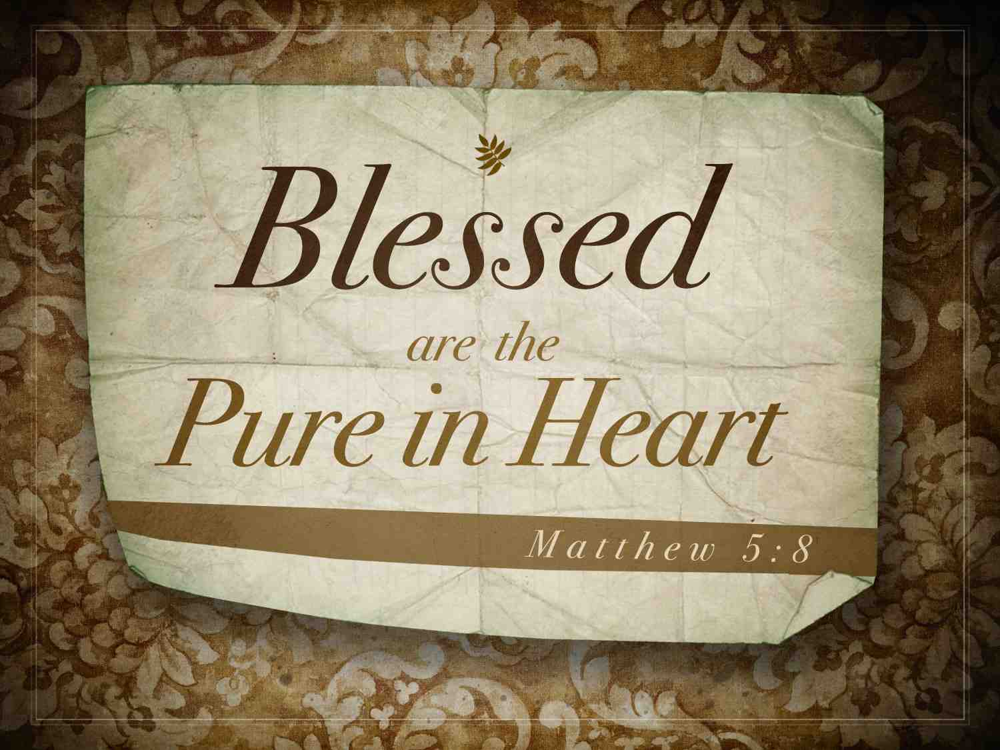 Blessed
are the
Pure in Heart
Matthew 5:8